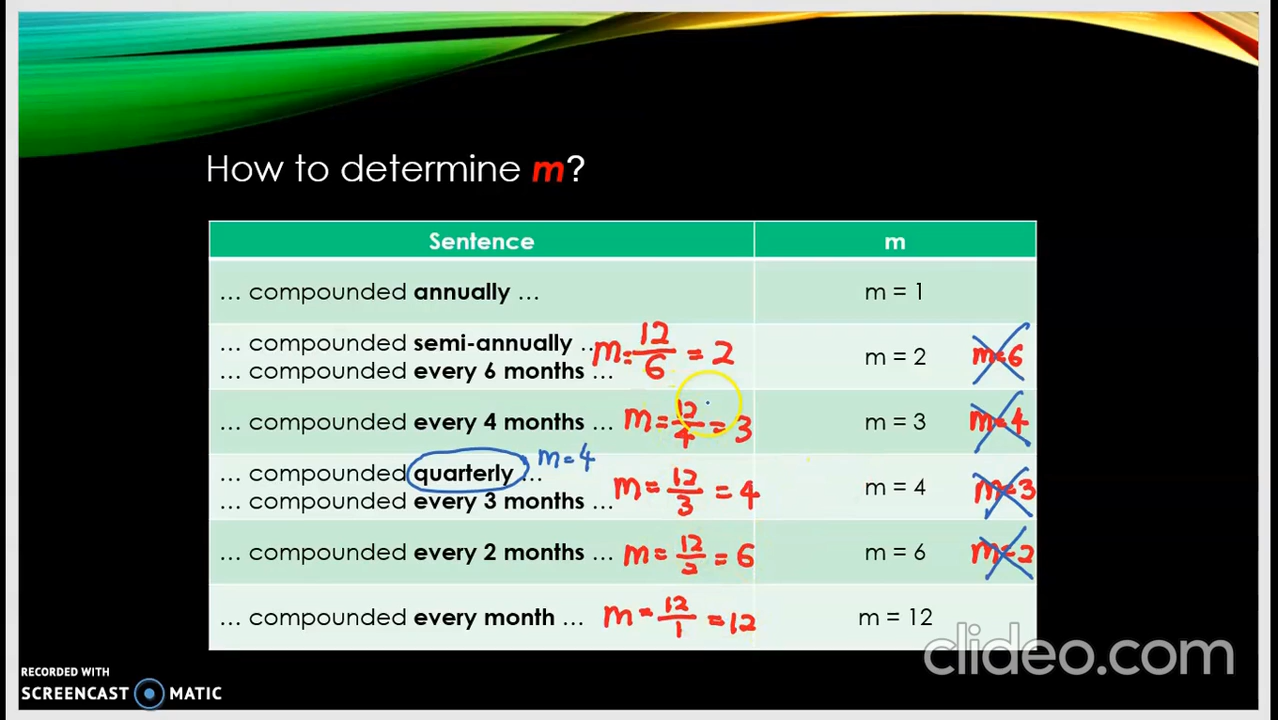 How to determine m?
Sentence m
... compounded annually ... m = 1
... compounded semi-annually ... m = 12/6 = 2 m = 2 m=6
... compounded every 6 months ...
... compounded every 4 months ... m = 12/4 = 3 m = 3 m=4
... compounded quarterly ... m=4
... compounded every 3 months ... m = 12/3 = 4 m = 4 m=3
... compounded every 2 months ... m = 12/2 = 6 m = 6 m=2
... compounded every month ... m = 12/1 = 12 m = 12
clideo.com
RECORDED WITH
SCREENCAST MATIC